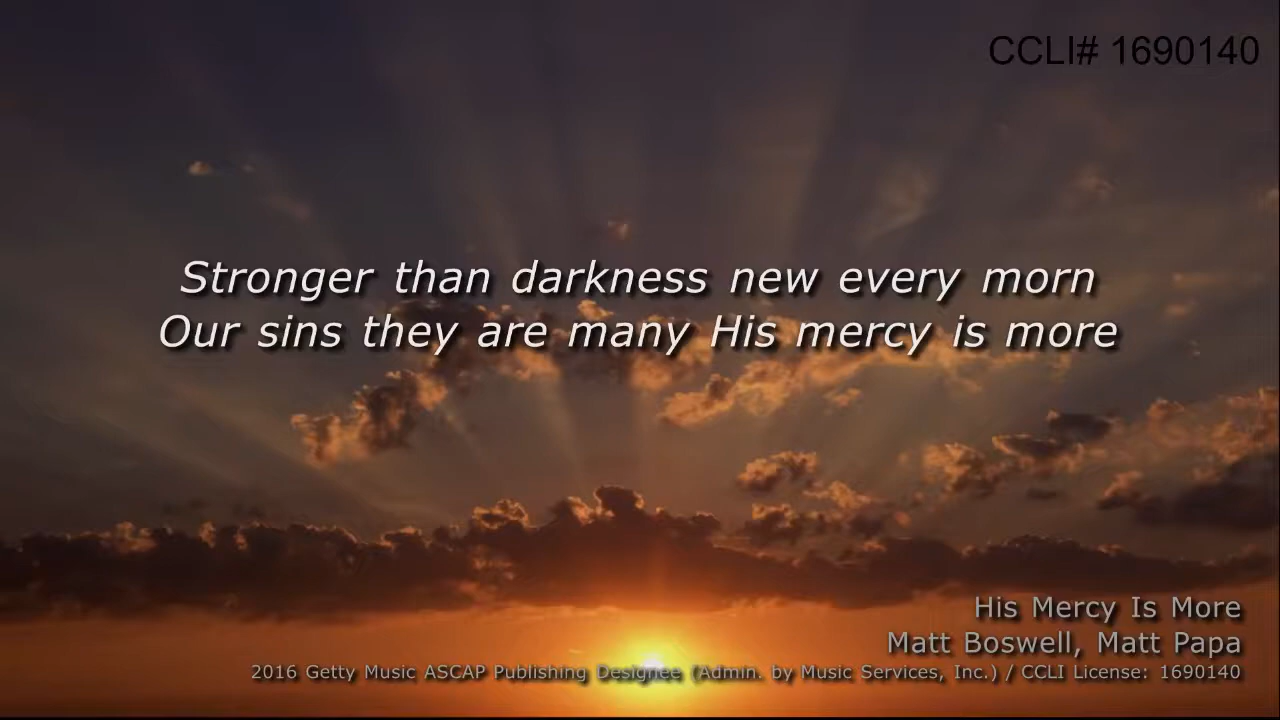 CCLI# 1690140
Stronger than darkness new every morn
Our sins they are many His mercy is more
His Mercy Is More
Matt Boswell, Matt Papa
2016 Getty Music ASCAP Publishing Designee (Admin. by Music Services, Inc.) / CCLI License: 1690140